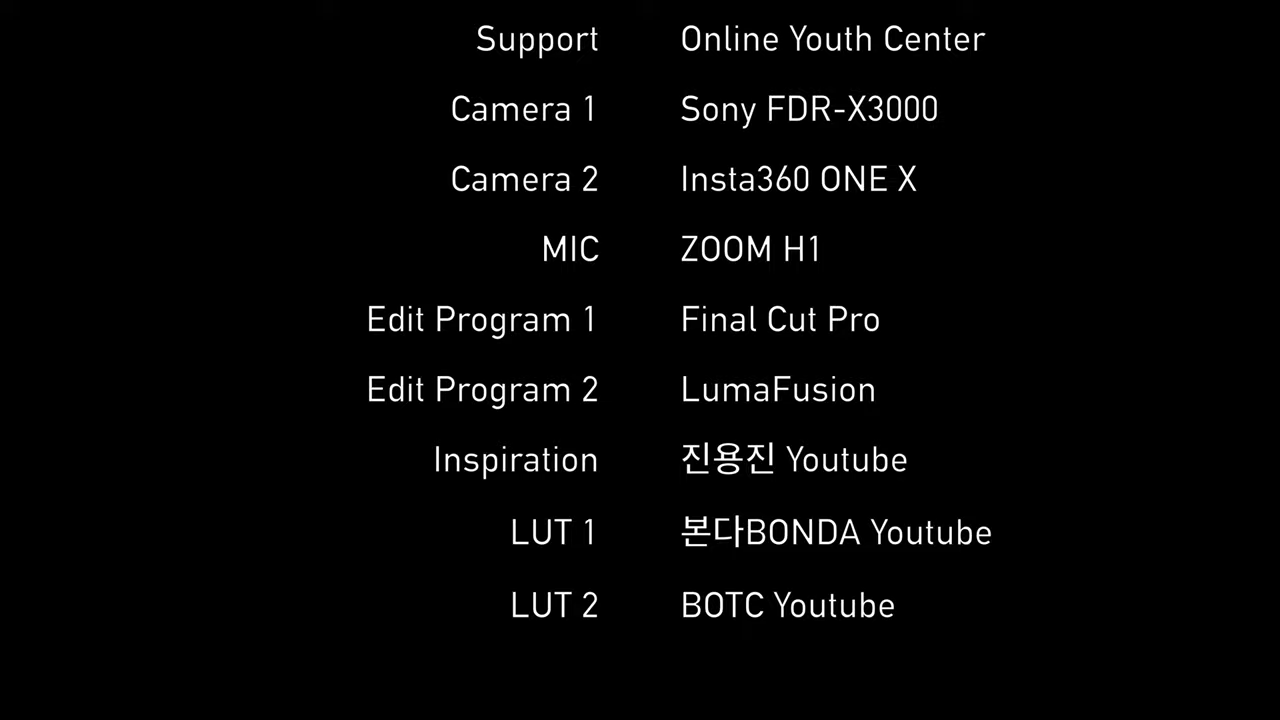 Support Online Youth Center
Camera 1 Sony FDR-X3000
Camera 2 Insta360 ONE X
MIC ZOOM H1
Edit Program 1 Final Cut Pro
Edit Program 2 LumaFusion
Inspiration 진용진 Youtube
LUT 1 본다BONDA Youtube
LUT 2 BOTC Youtube